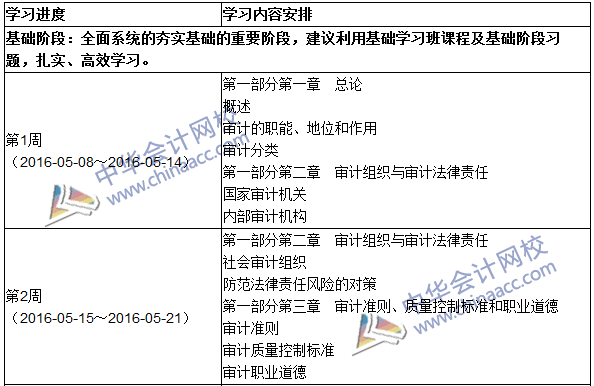 学习进度
学习内容安排
基础阶段：全面系统的夯实基础的重要阶段，建议利用基础学习班课程及基础阶段习
题，扎实、高效学习。
第1周
（2016-05-08～2016-05-14）
第一部分第一章　总论
概述
审计的职能、地位和作用
审计分类
第一部分第二章　审计组织与审计法律责任
国家审计机关
内部审计机构
第2周
（2016-05-15～2016-05-21）
第一部分第二章　审计组织与审计法律责任
社会审计组织
防范法律责任风险的对策
第一部分第三章　审计准则、质量控制标准和职业道德
审计准则
审计质量控制标准
审计职业道德
中华会计网校
www.chinaacc.com
中华会计网校
www.chinaacc.com